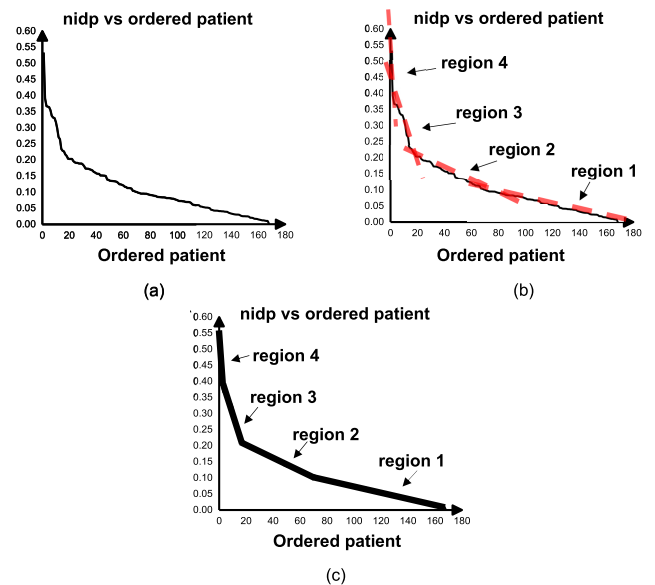 nidp vs ordered patient
0.60
0.55
0.50
0.45
0.40
0.35
0.30
0.25
0.20
0.15
0.10
0.05
0.00
0 20 40 60 80 100 120 140 160 180
Ordered patient
(a)
nidp vs ordered patient
0.60
0.55
0.50
0.45
0.40
0.35
0.30
0.25
0.20
0.15
0.10
0.05
0.00
region 4
region 3
region 2
region 1
0 20 40 60 80 100 120 140 160 180
Ordered patient
(b)
nidp vs ordered patient
0.60
0.55
0.50
0.45
0.40
0.35
0.30
0.25
0.20
0.15
0.10
0.05
0.00
region 4
region 3
region 2
region 1
0 20 40 60 80 100 120 140 160 180
Ordered patient
(c)